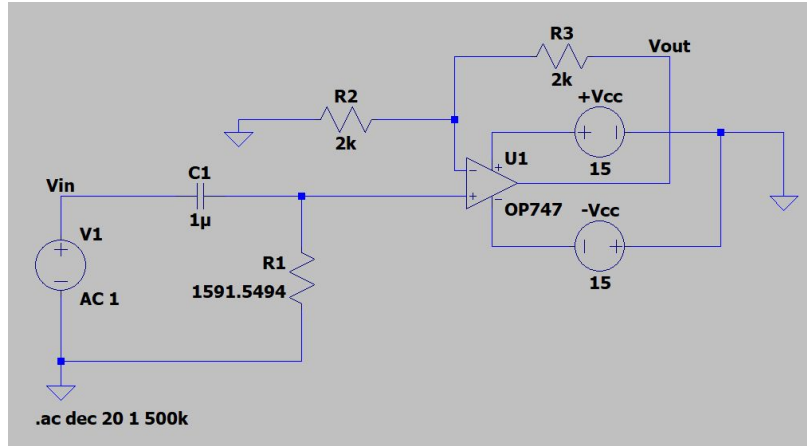 R3
Vout
2k
+Vcc
R2
2k
15
U1
OP747
C1
Vin
1µ
-Vcc
15
V1
R1
1591.5494
AC 1
.ac dec 20 1 500k